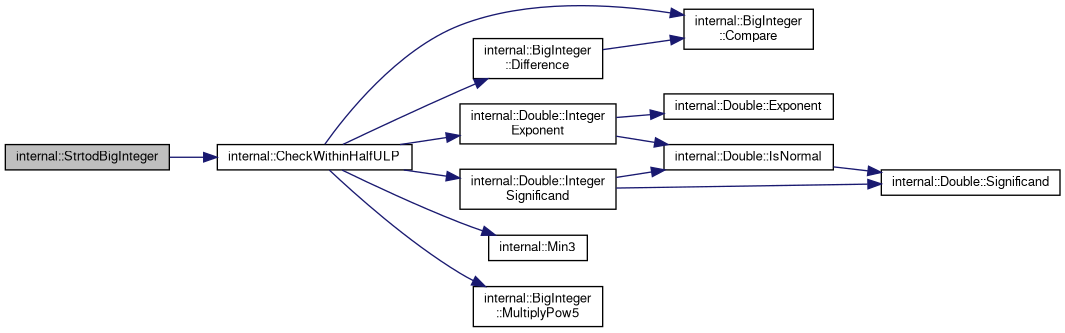 internal::StrtodBigInteger
internal::CheckWithinHalfULP
internal::BigInteger
::Compare
internal::BigInteger
::Difference
internal::Double::Integer
Exponent
internal::Double::Exponent
internal::Double::IsNormal
internal::Double::Integer
Significand
internal::Double::Significand
internal::Min3
internal::BigInteger
::MultiplyPow5